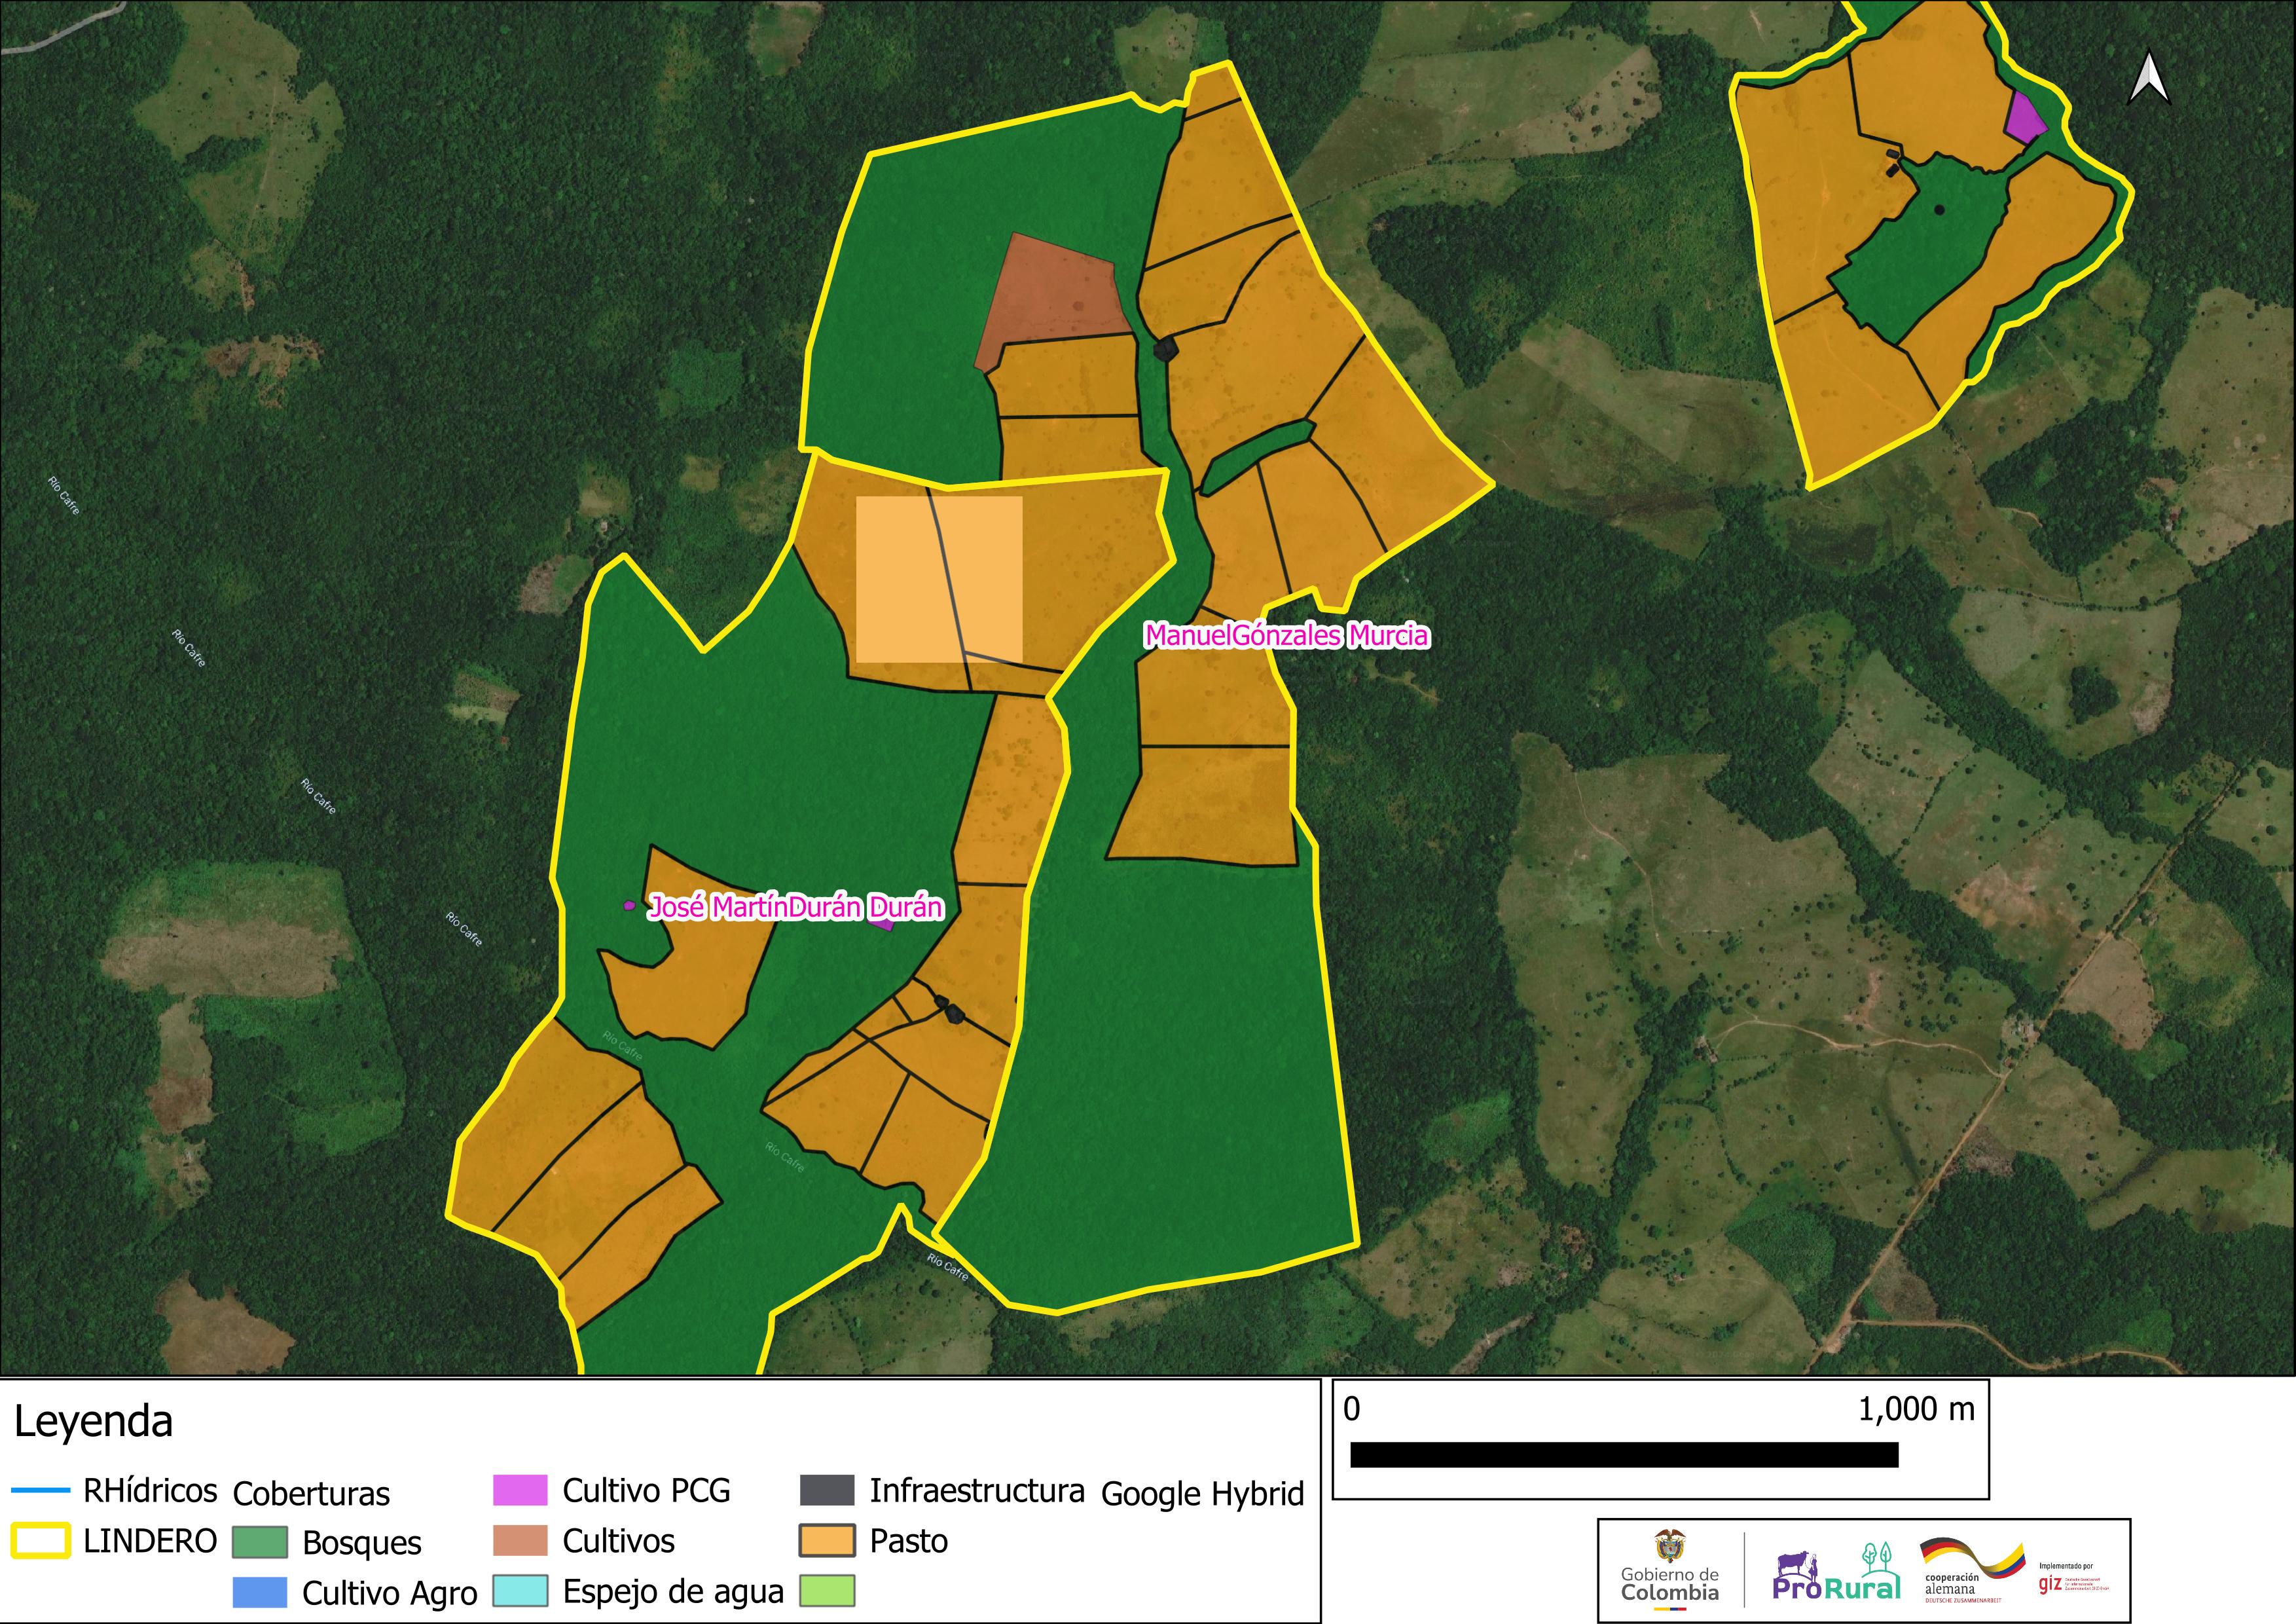 Río Cafre
Río Cafre
ManuelGónzales Murcia
Río Cafre
José MartínDurán Durán
Río Cafre
Río Cafre
Río Cafre
Río Cafre
Leyenda
0 1,000 m
RHídricos Coberturas Cultivo PCG Infraestructura Google Hybrid
LINDERO Bosques Cultivos Pasto
Cultivo Agro Espejo de agua
Gobierno de
Colombia
ProRural
cooperación
alemana
DEUTSCHE ZUSAMMENARBEIT
Implementado por
giz